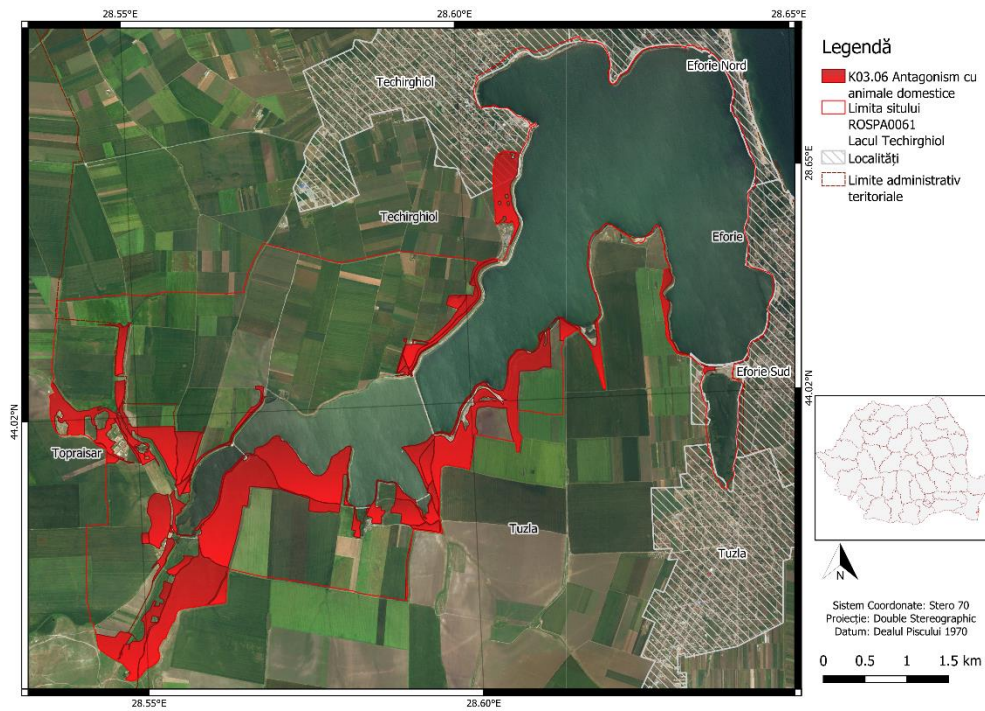 28.55°E
28.60°E
28.65°E
Techirghiol
Eforie Nord
28.65°E
Techirghiol
Eforie
Eforie Sud
44.02°N
44.02°N
Topraisar
Tuzla
Tuzla
28.55°E
28.60°E
Legendă
K03.06 Antagonism cu
animale domestice
Limita sitului
ROSPA0061
Lacul Techirghiol
Localități
Limite administrativ
teritoriale
N
Sistem Coordonate: Stero 70
Proiecție: Double Stereographic
Datum: Dealul Piscului 1970
0 0.5 1 1.5 km